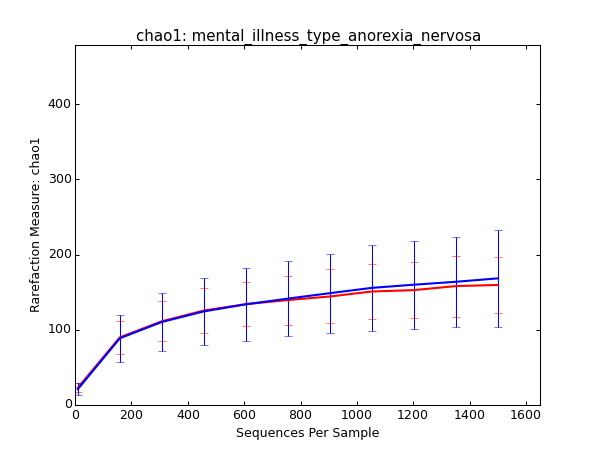 chao1: mental_illness_type_anorexia_nervosa
Rarefaction Measure: chao1
400
300
200
100
0
0 200 400 600 800 1000 1200 1400 1600
Sequences Per Sample